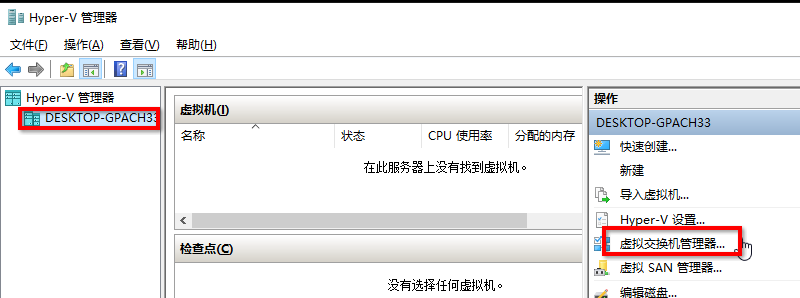 Hyper-V 管理器
文件(F) 操作(A) 查看(V) 帮助(H)
Hyper-V 管理器
DESKTOP-GPACH33
虚拟机(I)
名称 状态 CPU 使用率 分配的内存
在此服务器上没有找到虚拟机。
检查点(C)
没有选择任何虚拟机。
操作
DESKTOP-GPACH33
快速创建...
新建
导入虚拟机...
Hyper-V 设置...
虚拟交换机管理器...
虚拟 SAN 管理器...
编辑磁盘...